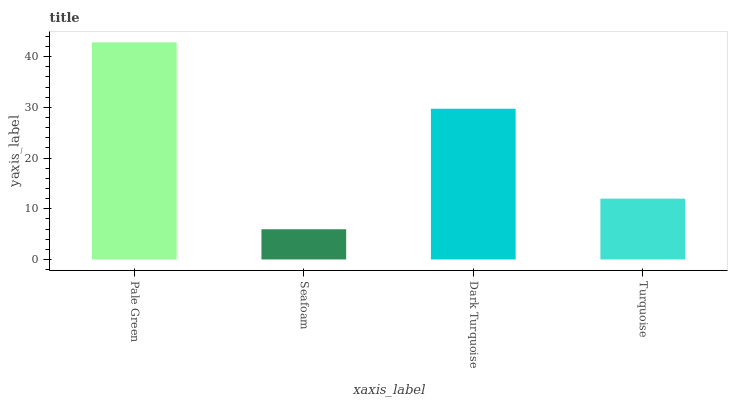 title
yaxis_label
40
30
20
10
0
Pale Green
Seafoam
Dark Turquoise
Turquoise
xaxis_label